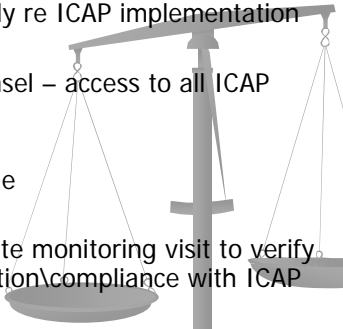 ly re ICAP implementation
sel – access to all ICAP
e
te monitoring visit to verify
tion\compliance with ICAP